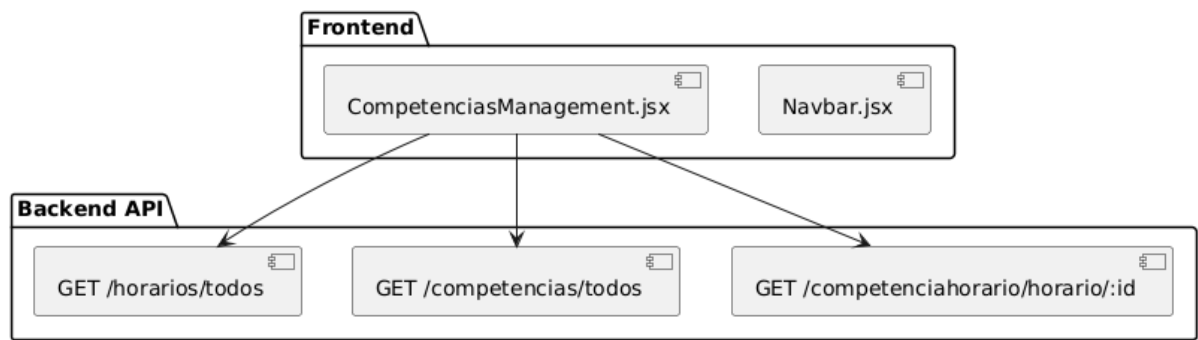 Frontend
CompetenciasManagement.jsx
Navbar.jsx
Backend API
GET /horarios/todos
GET /competencias/todos
GET /competenciahorario/horario/:id